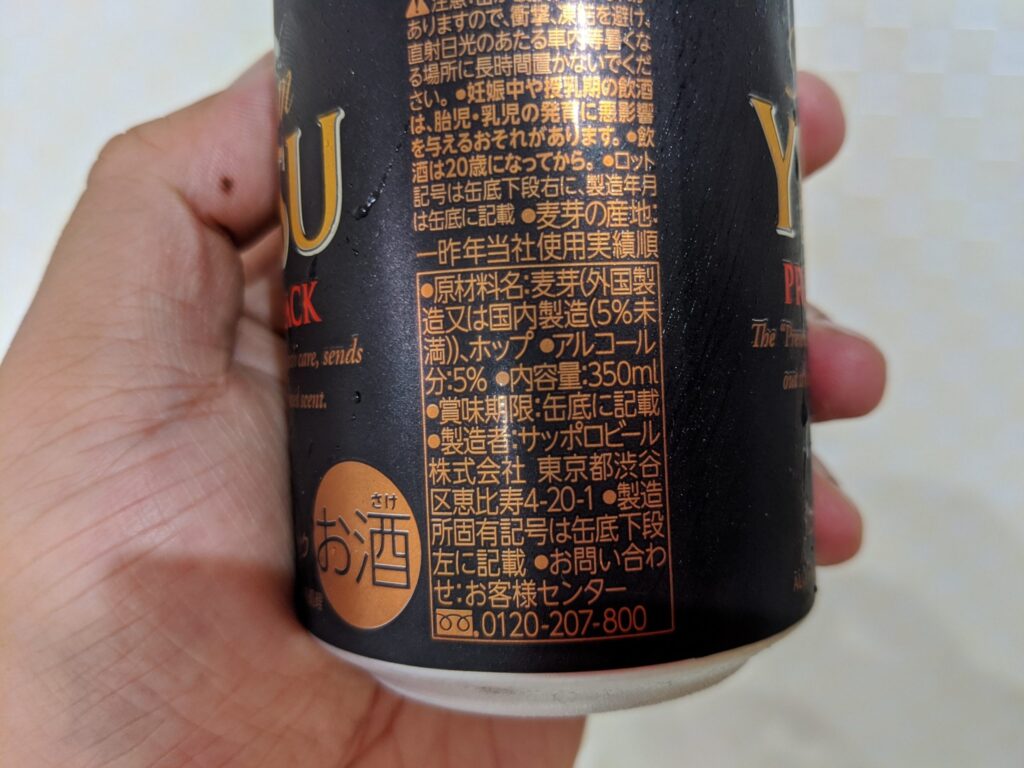 SU
ACK
care, sends
scent.
さけ
お酒
ありますので、衝撃、凍結を避け、
直射日光のあたる車内等暑くな
る場所に長時間置かないでくだ
さい。●妊娠中や授乳期の飲酒
は、胎児・乳児の発育に悪影響
を与えるおそれがあります。●飲
酒は20歳になってから。●ロット
記号は缶底下段右に、製造年月
は缶底に記載 ●麦芽の産地:
一昨年当社使用実績順
●原材料名:麦芽(外国製
造又は国内製造(5%未
満))、ホップ ●アルコール
分:5% ●内容量:350ml
●賞味期限:缶底に記載
●製造者:サッポロビール
株式会社 東京都渋谷
区恵比寿4-20-1 ●製造
所固有記号は缶底下段
左に記載 ●お問い合わ
せ:お客様センター
0120-207-800
Y
PR
The "Prem